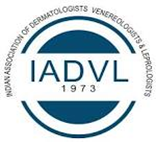 INDIAN ASSOCIATION OF DERMATOLOGISTS VENEREOLOGISTS & LEPROLOGISTS
IADVL
1973